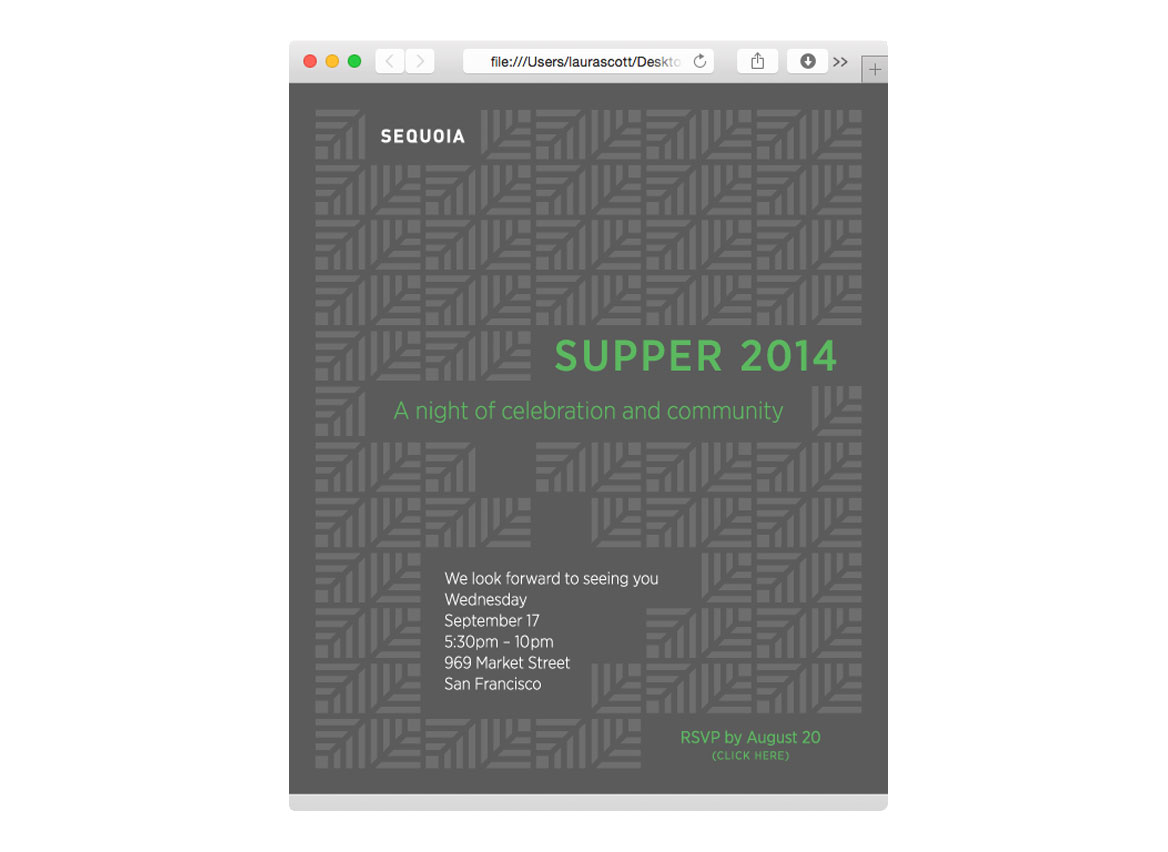 file:///Users/laurascott/Deskto
SEQUOIA
SUPPER 2014
A night of celebration and community
We look forward to seeing you
Wednesday
September 17
5:30pm – 10pm
969 Market Street
San Francisco
RSVP by August 20
(CLICK HERE)